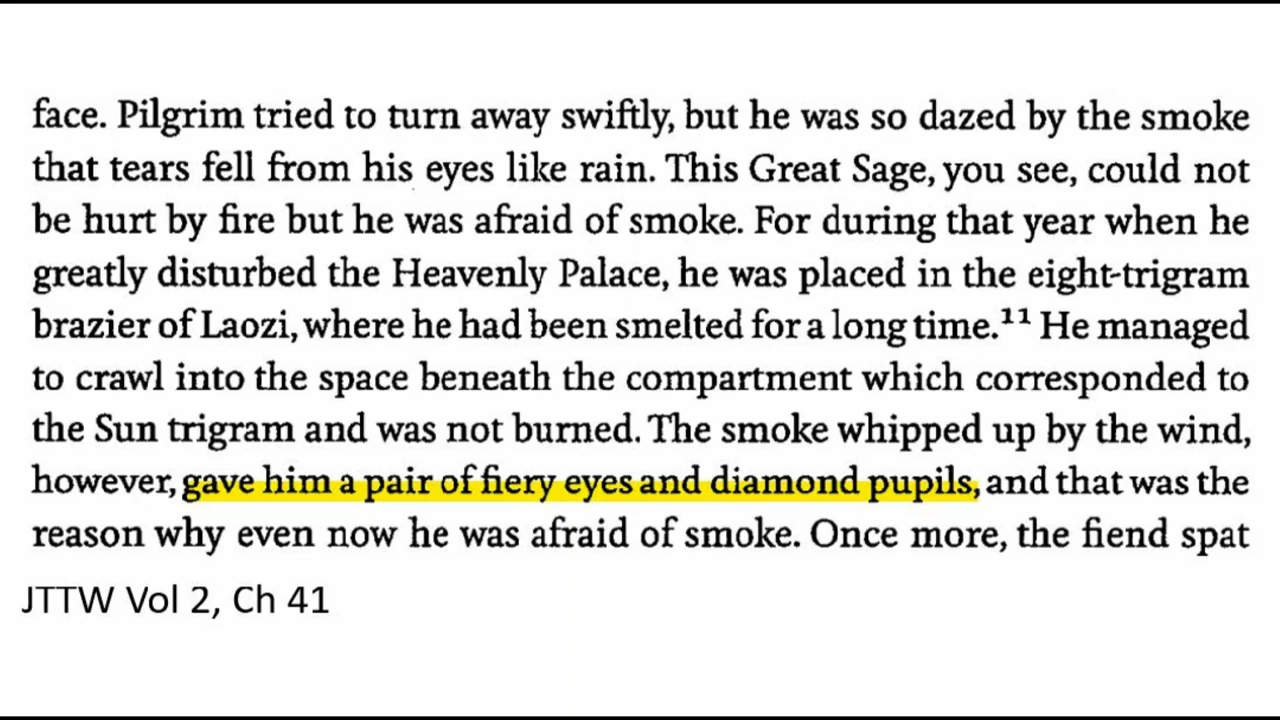 face. Pilgrim tried to turn away swiftly, but he was so dazed by the smoke
that tears fell from his eyes like rain. This Great Sage, you see, could not
be hurt by fire but he was afraid of smoke. For during that year when he
greatly disturbed the Heavenly Palace, he was placed in the eight-trigram
brazier of Laozi, where he had been smelted for a long time.¹¹ He managed
to crawl into the space beneath the compartment which corresponded to
the Sun trigram and was not burned. The smoke whipped up by the wind,
however, gave him a pair of fiery eyes and diamond pupils, and that was the
reason why even now he was afraid of smoke. Once more, the fiend spat
JTTW Vol 2, Ch 41